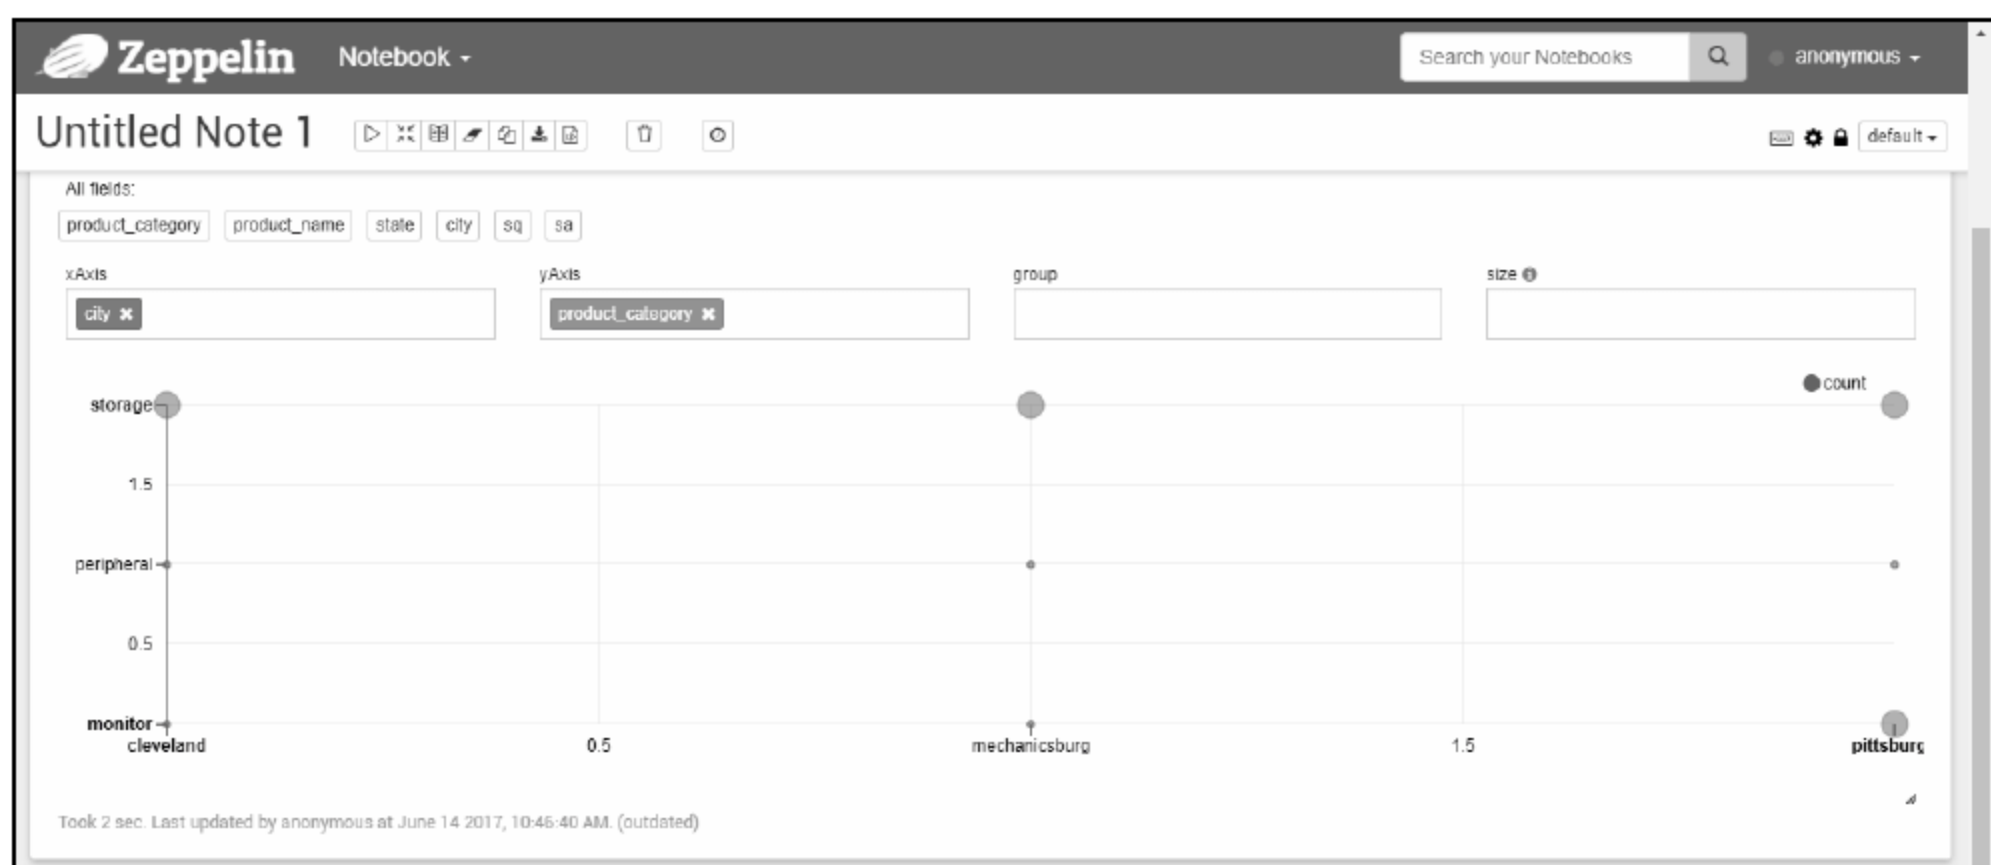 Zeppelin Notebook Search your Notebooks anonymous
Untitled Note 1 default
All fields:
product_category product_name state city sq sa
xAxis yAxis group size
city product_category
count
storage
1.5
peripheral
0.5
monitor
cleveland 0.5 mechanicsburg 1.5 pittsburg
Took 2 sec. Last updated by anonymous at June 14 2017, 10:46:40 AM. (outdated)